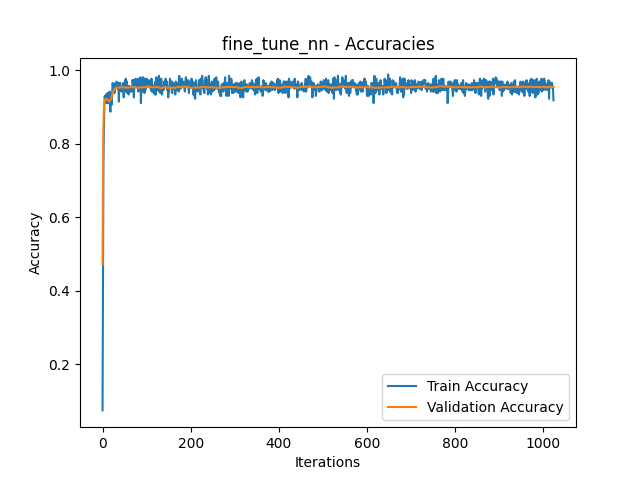 fine_tune_nn - Accuracies
1.0
0.8
0.6
0.4
0.2
Accuracy
0
200
400
600
800
1000
Iterations
Train Accuracy
Validation Accuracy